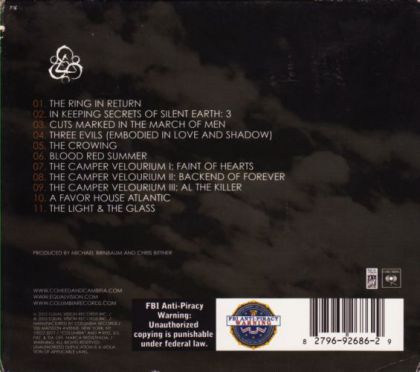 01. THE RING IN RETURN
02. IN KEEPING SECRETS OF SILENT EARTH: 3
03. CUTS MARKED IN THE MARCH OF MEN
04. THREE EVILS (EMBODIED IN LOVE AND SHADOW)
05. THE CROWING
06. BLOOD RED SUMMER
07. THE CAMPER VELOURIUM I: FAINT OF HEARTS
08. THE CAMPER VELOURIUM II: BACKEND OF FOREVER
09. THE CAMPER VELOURIUM III: AL THE KILLER
10. A FAVOR HOUSE ATLANTIC
11. THE LIGHT & THE GLASS
PRODUCED BY MICHAEL BIRNBAUM AND CHRIS BITTNER
WWW.COHEEDANDCAMBRIA.COM
WWW.EQUALVISION.COM
WWW.COLUMBIARECORDS.COM
FBI Anti-Piracy
Warning:
Unauthorized
copying is punishable
under federal law.
FBI ANTI-PIRACY
WARNING
8 2796-92686-2 9